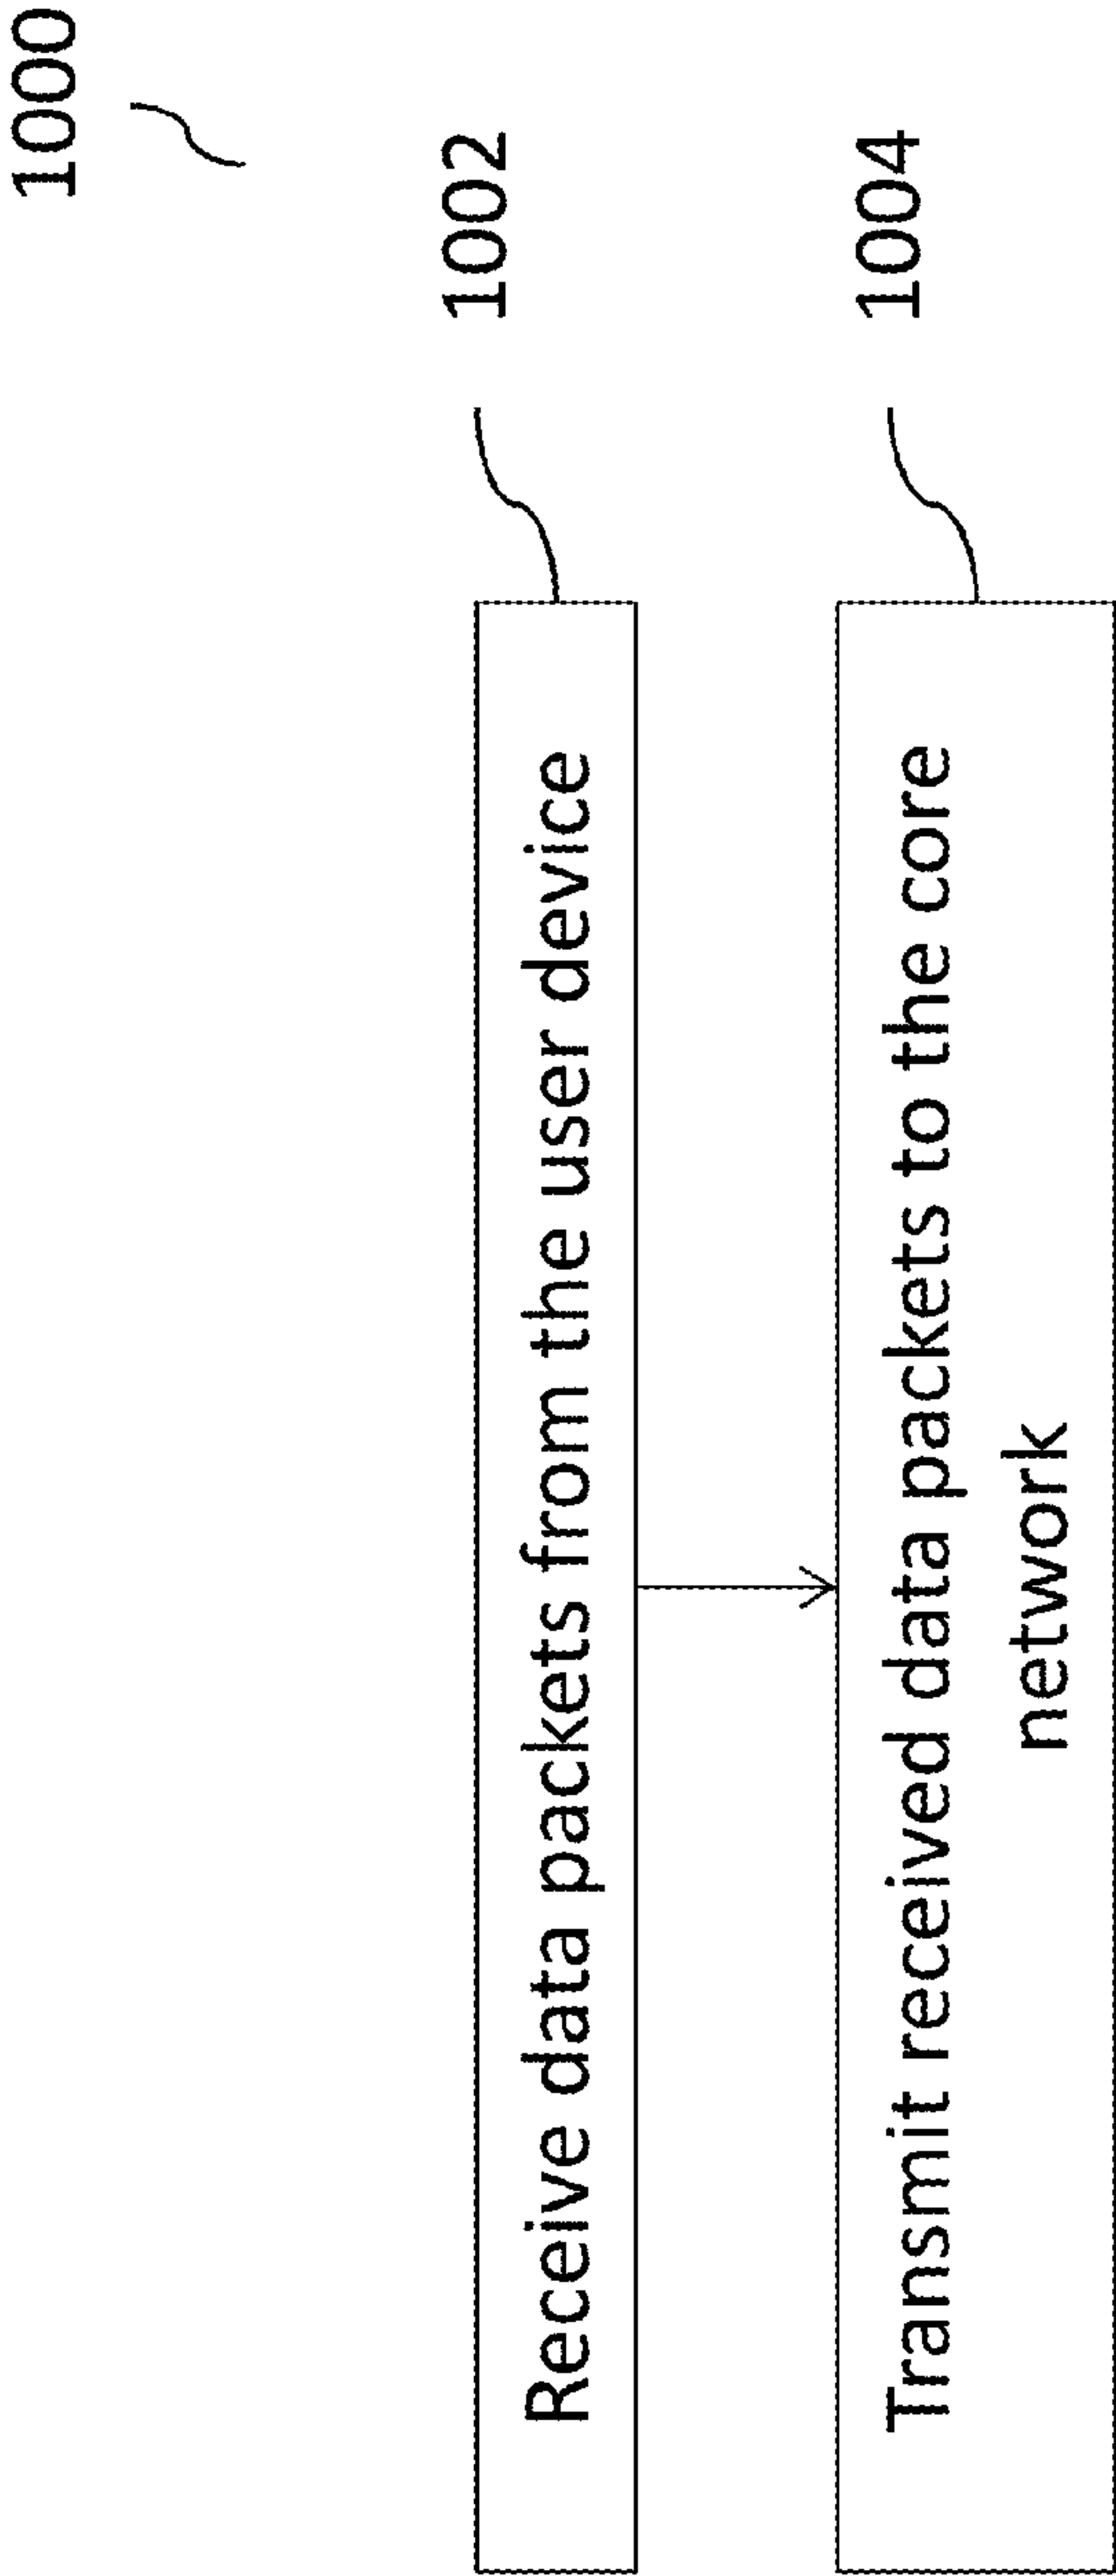 1000
Receive data packets from the user device
1002
Transmit received data packets to the core
network
1004